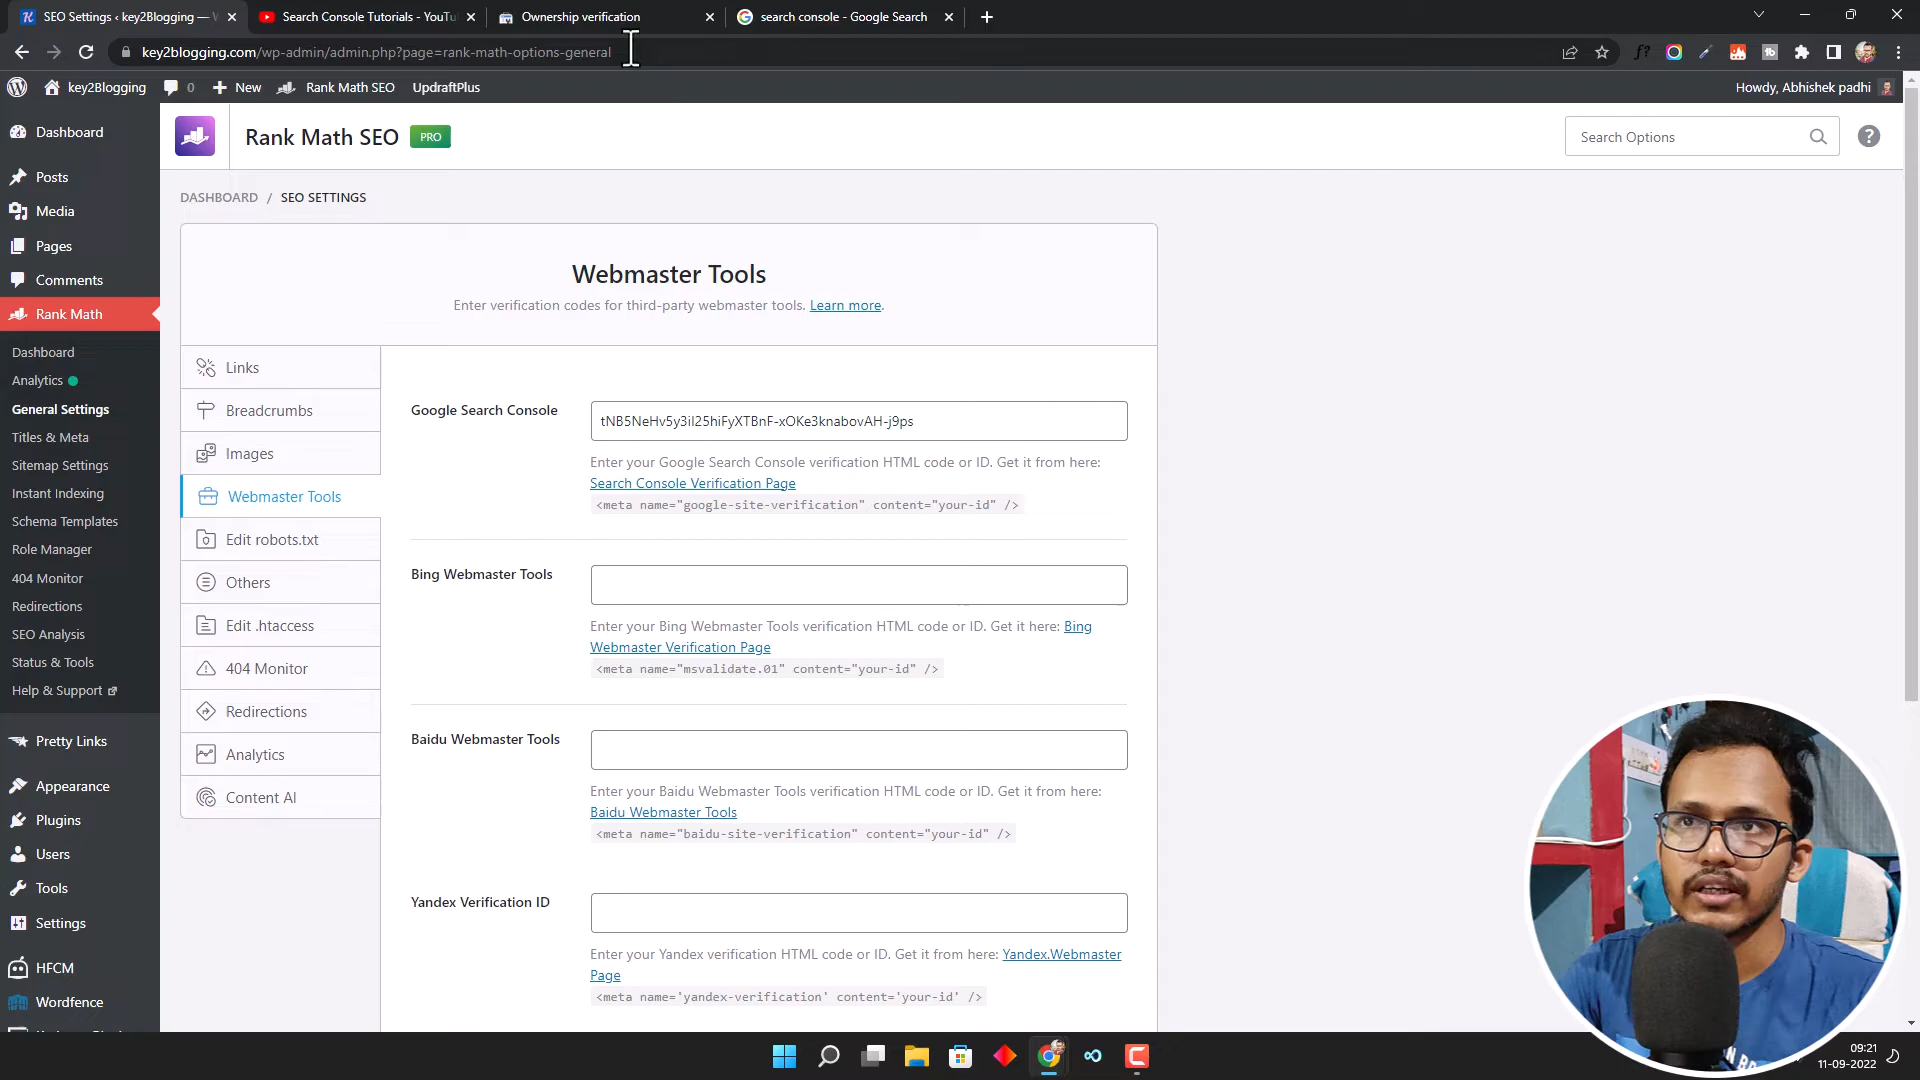 SEO Settings ‹ key2Blogging —
Search Console Tutorials - YouTu
Ownership verification
search console - Google Search
key2blogging.com/wp-admin/admin.php?page=rank-math-options-general
key2Blogging
0
New
Rank Math SEO
UpdraftPlus
Howdy, Abhishek padhi
Dashboard
Posts
Media
Pages
Comments
Rank Math
Dashboard
Analytics
General Settings
Titles & Meta
Sitemap Settings
Instant Indexing
Schema Templates
Role Manager
404 Monitor
Redirections
SEO Analysis
Status & Tools
Help & Support
Pretty Links
Appearance
Plugins
Users
Tools
Settings
HFCM
Wordfence
Rank Math SEO
PRO
Search Options
DASHBOARD / SEO SETTINGS
Webmaster Tools
Enter verification codes for third-party webmaster tools. Learn more.
Links
Breadcrumbs
Images
Webmaster Tools
Edit robots.txt
Others
Edit .htaccess
404 Monitor
Redirections
Analytics
Content AI
Google Search Console
tNB5NeHv5y3iI25hiFyXTBnF-xOKe3knabovAH-j9ps
Enter your Google Search Console verification HTML code or ID. Get it from here:
Search Console Verification Page
<meta name="google-site-verification" content="your-id" />
Bing Webmaster Tools
Enter your Bing Webmaster Tools verification HTML code or ID. Get it here: Bing
Webmaster Verification Page
<meta name="msvalidate.01" content="your-id" />
Baidu Webmaster Tools
Enter your Baidu Webmaster Tools verification HTML code or ID. Get it from here:
Baidu Webmaster Tools
<meta name="baidu-site-verification" content="your-id" />
Yandex Verification ID
Enter your Yandex verification HTML code or ID. Get it from here: Yandex.Webmaster
Page
<meta name='yandex-verification' content='your-id' />
09:21
11-09-2022